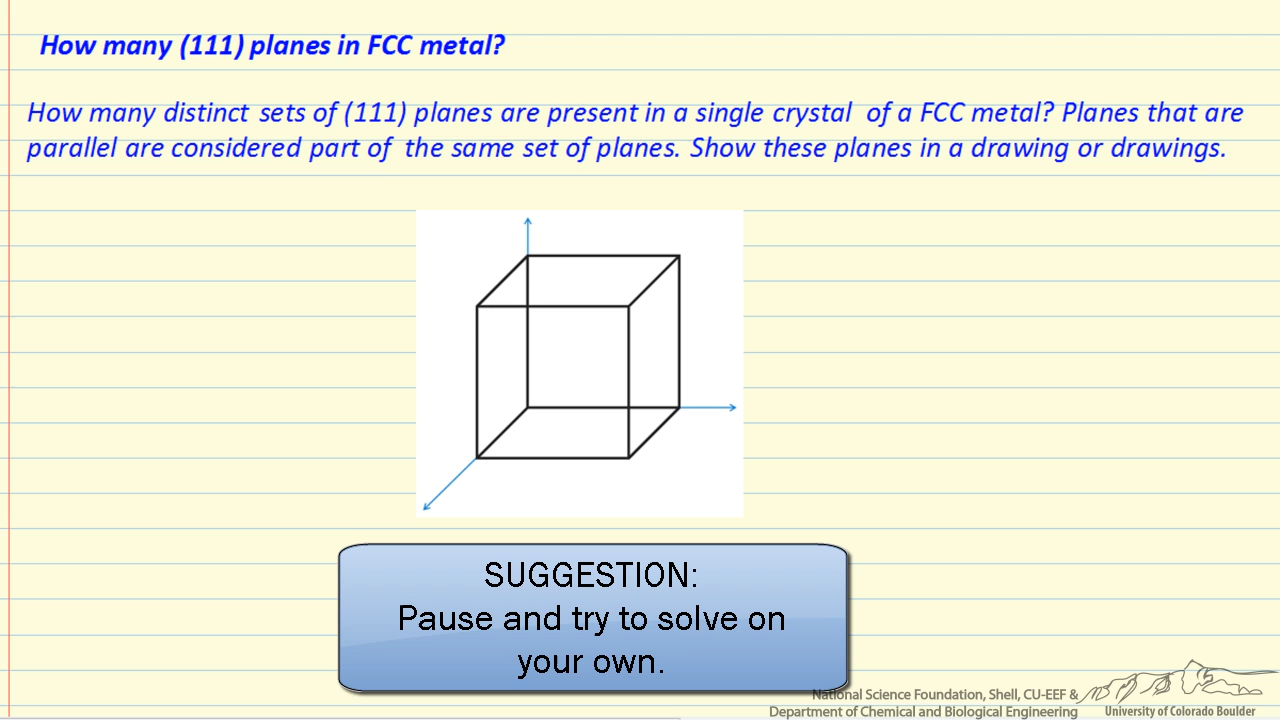 How many (111) planes in FCC metal?
How many distinct sets of (111) planes are present in a single crystal of a FCC metal? Planes that are
parallel are considered part of the same set of planes. Show these planes in a drawing or drawings.
SUGGESTION:
Pause and try to solve on
your own.
National Science Foundation, Shell, CU-EEF &
Department of Chemical and Biological Engineering
University of Colorado Boulder